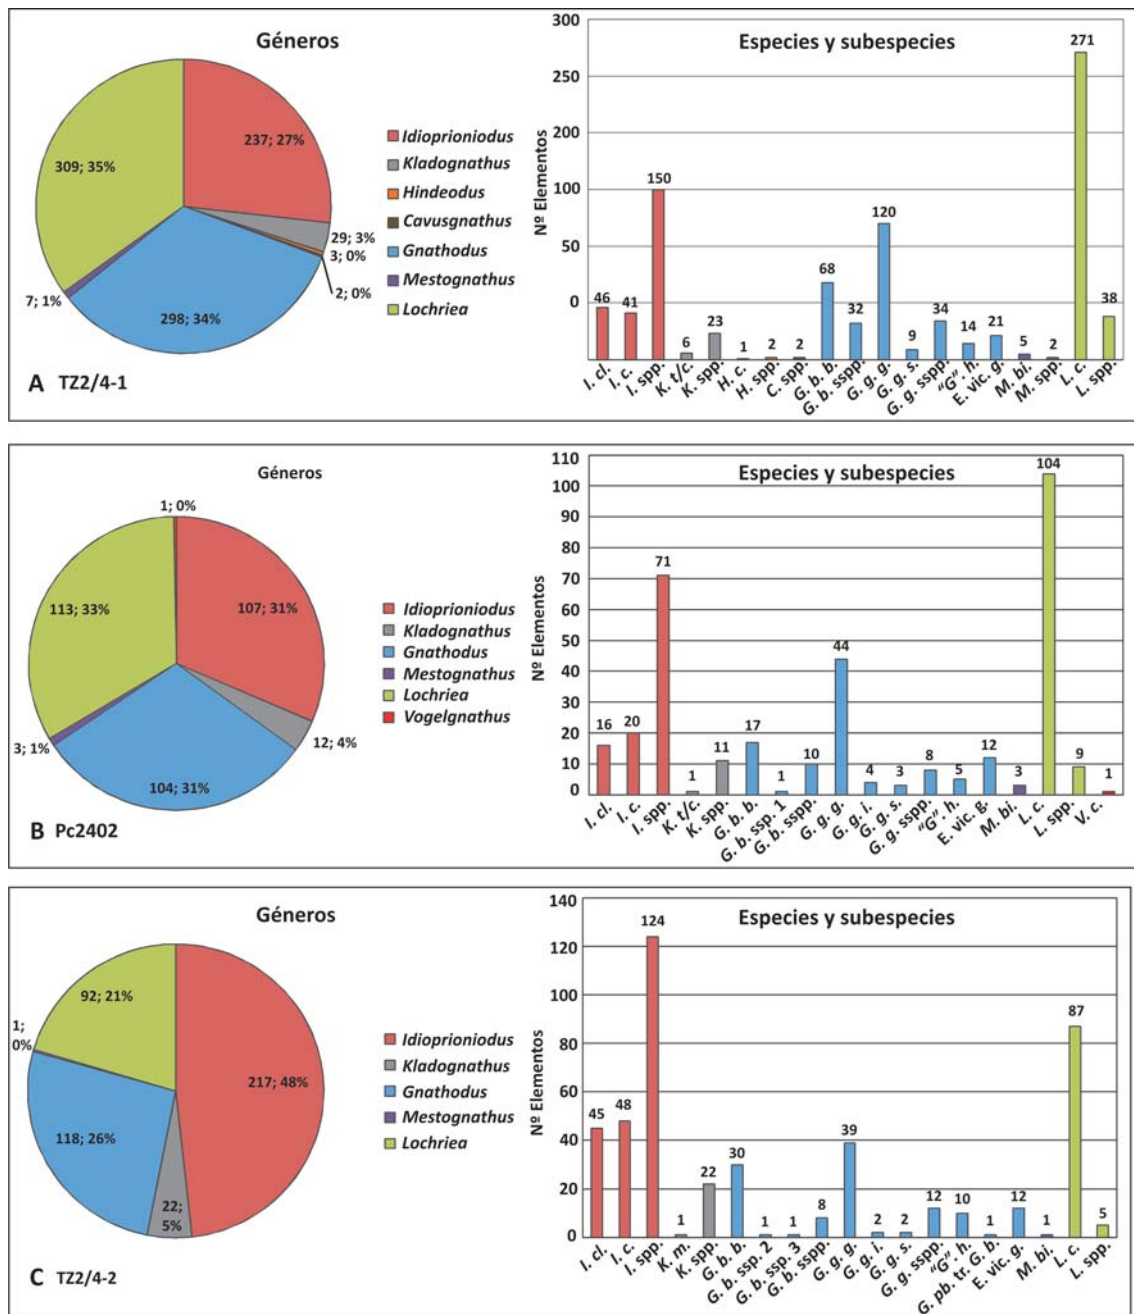 Géneros
237; 27%
309; 35%
29; 3%
3; 0%
2; 0%
7; 1%
298; 34%
Idioprioniodus
Kladognathus
Hindeodus
Cavusgnathus
Gnathodus
Mestognathus
Lochriea
A TZ2/4-1
Especies y subespecies
Nº Elementos
300
250
200
100
50
0
46
41
150
6
23
1
2
2
68
32
120
9
34
14
21
5
2
271
38
I. cl.
I. c.
I. spp.
K. t/c.
K. spp.
H. c.
H. spp.
C. spp.
G. b. b.
G. b. sspp.
G. g. g.
G. g. s.
G. g. sspp.
"G". h.
E. vic. g.
M. bi.
M. spp.
L. c.
L. spp.
Géneros
1; 0%
113; 33%
107; 31%
3; 1%
12; 4%
104; 31%
Idioprioniodus
Kladognathus
Gnathodus
Mestognathus
Lochriea
Vogelgnathus
B Pc2402
Especies y subespecies
Nº Elementos
110
100
90
80
70
60
50
40
30
20
10
0
16
20
71
1
11
17
1
10
44
4
3
8
5
12
3
104
9
1
I. cl.
I. c.
I. spp.
K. t/c.
K. spp.
G. b. b.
G. b. ssp. 1
G. b. sspp.
G. g. g.
G. g. i.
G. g. s.
G. g. sspp.
"G". h.
E. vic. g.
M. bi.
L. c.
L. spp.
V. c.
Géneros
92; 21%
1;
0%
217; 48%
118; 26%
22;
5%
Idioprioniodus
Kladognathus
Gnathodus
Mestognathus
Lochriea
C TZ2/4-2
Especies y subespecies
Nº Elementos
140
120
100
80
60
40
20
0
45
48
124
1
22
30
1
1
8
39
2
2
12
10
1
12
1
87
5
I. cl.
I. c.
I. spp.
K. m.
K. spp.
G. b. b.
G. b. ssp. 2
G. b. ssp. 3
G. b. sspp.
G. g. g.
G. g. i.
G. g. s.
G. g. sspp.
"G". h.
G. pb. tr. G. b.
E. vic. g.
M. bi.
L. c.
L. spp.